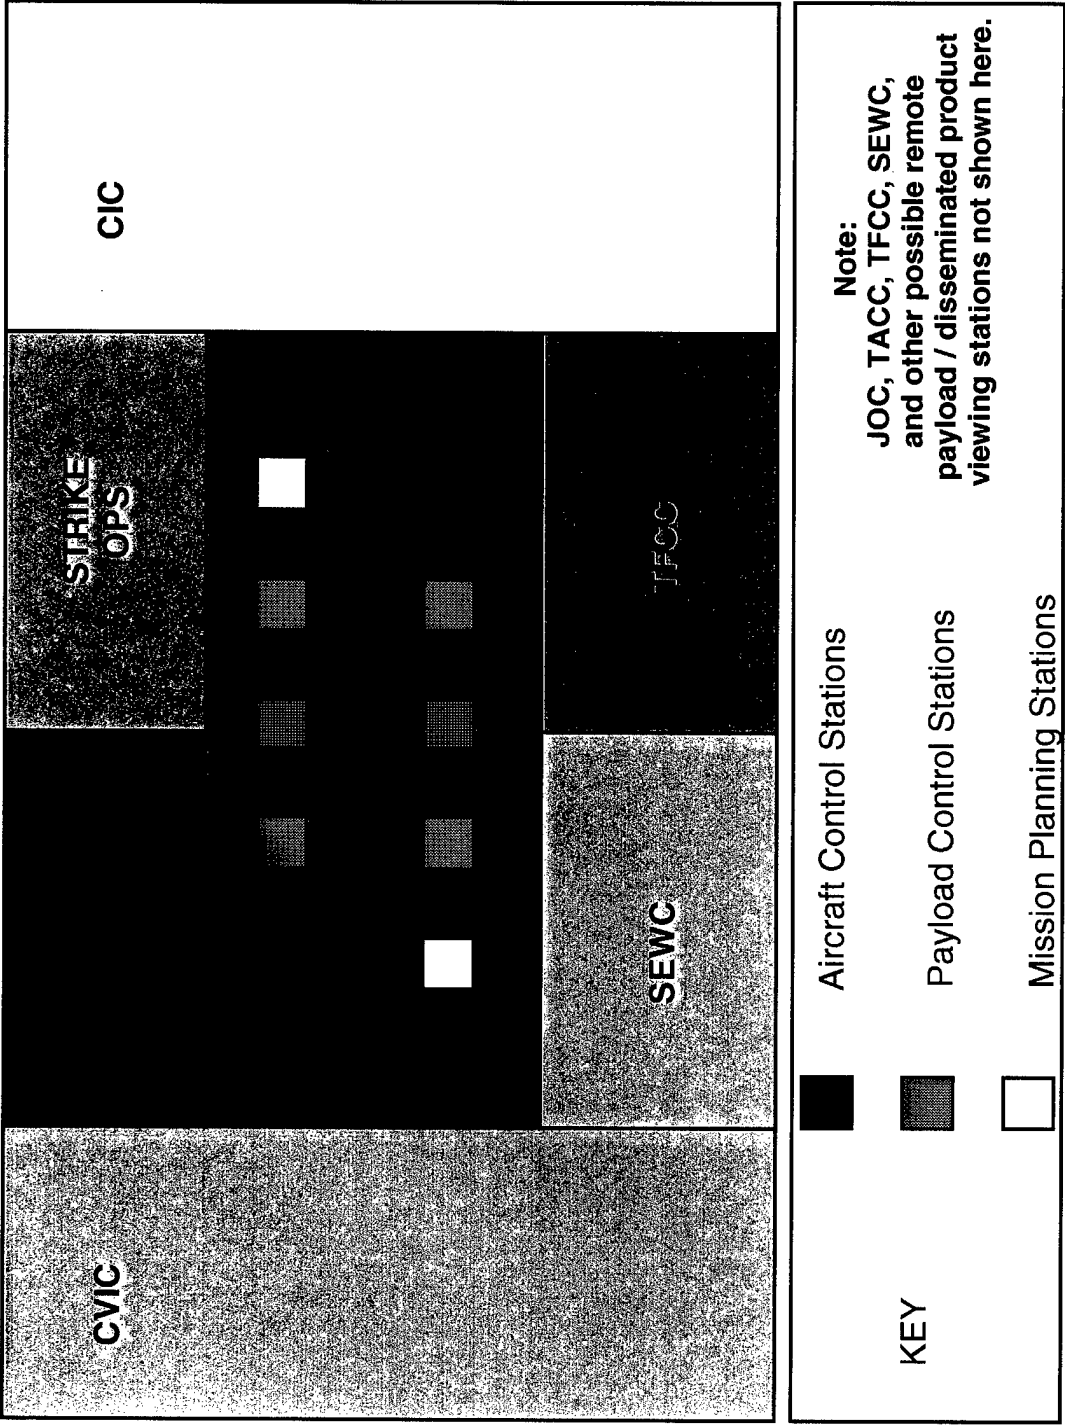 CVIC
STRIKE
OPS
CIC
SEWC
TFCC
KEY
Aircraft Control Stations
Payload Control Stations
Mission Planning Stations
Note:
JOC, TACC, TFCC, SEWC,
and other possible remote
payload / disseminated product
viewing stations not shown here.